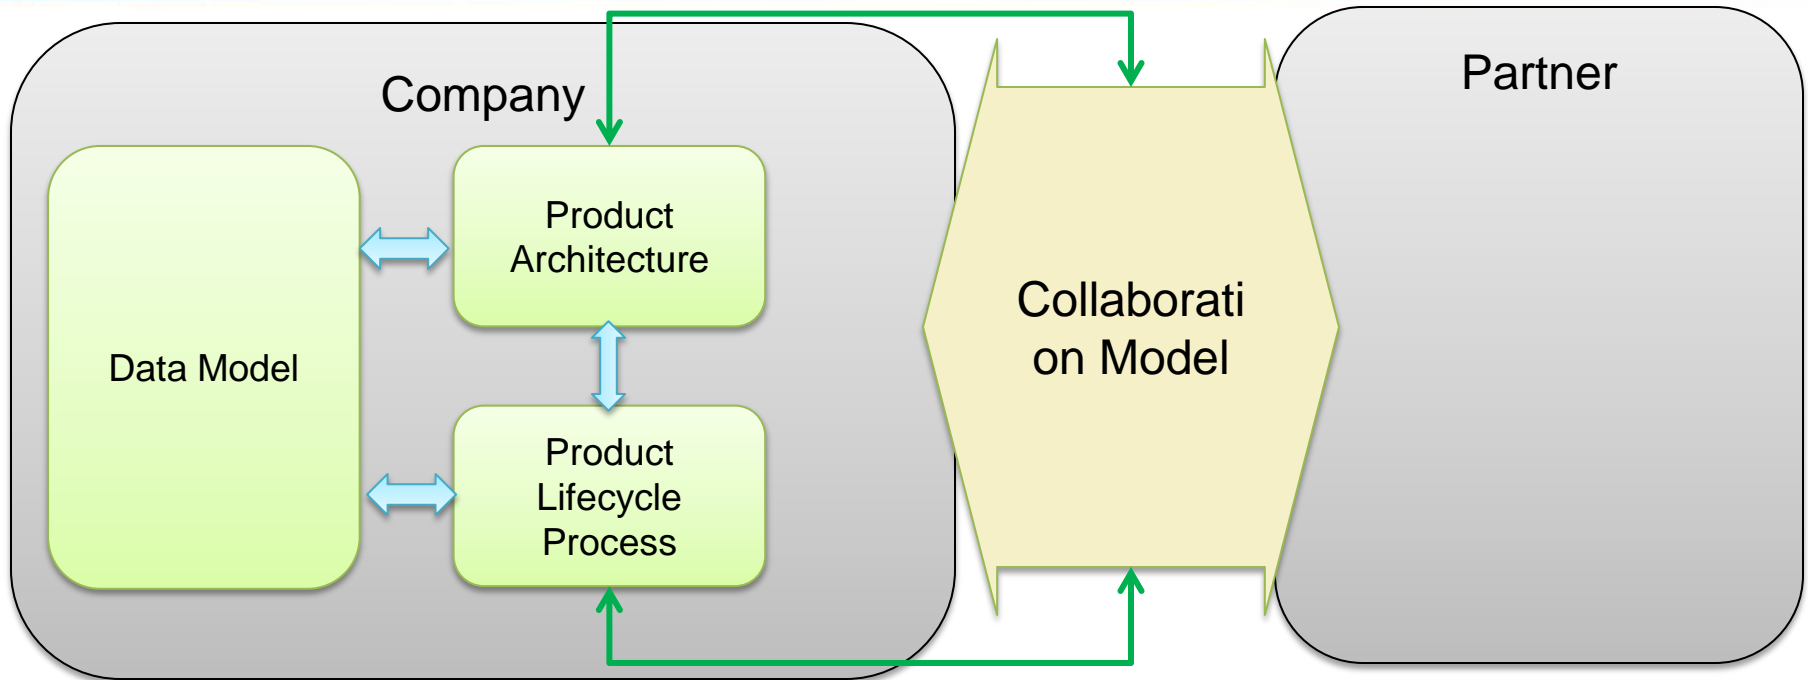 Company
Partner
Product
Architecture
Data Model
Product
Lifecycle
Process
Collaborati
on Model